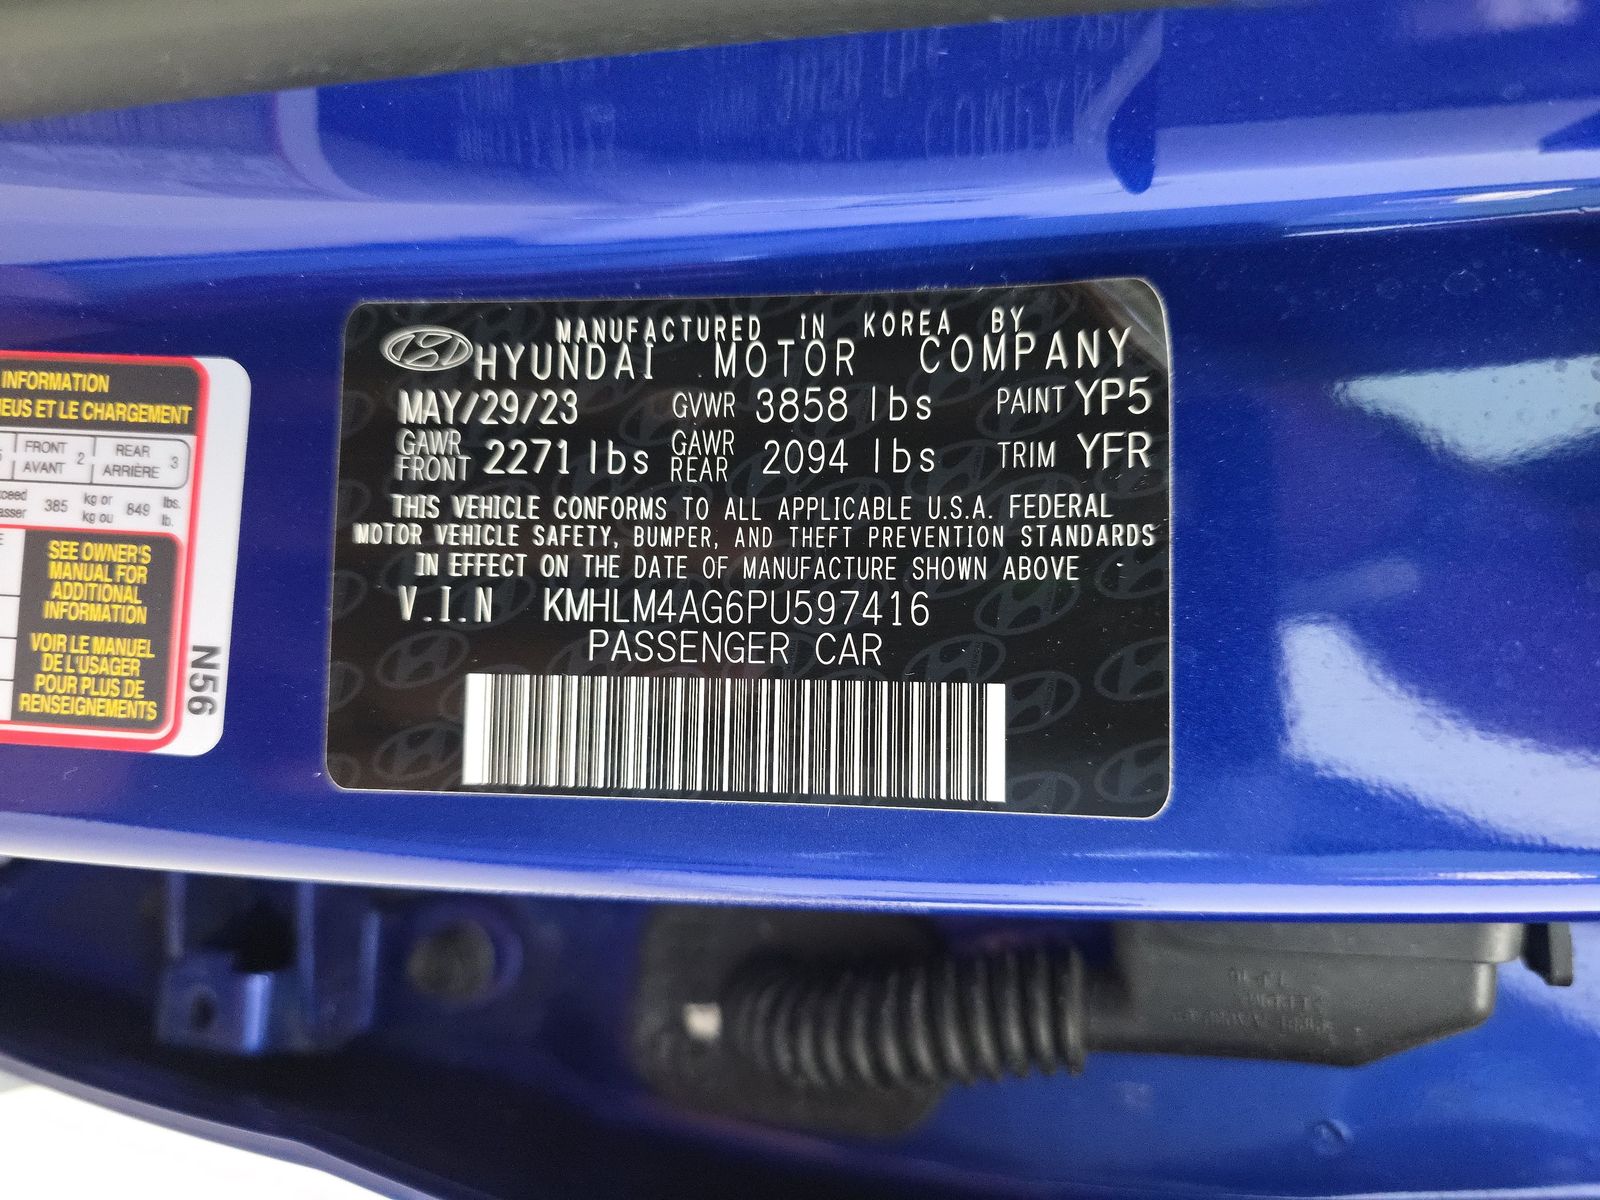 INFORMATION
EUS ET LE CHARGEMENT
FRONT 2 REAR 3
AVANT ARRIÈRE
385 kg or 849 lbs.
kg ou lb.
SEE OWNER'S
MANUAL FOR
ADDITIONAL
INFORMATION
VOIR LE MANUEL
DE L'USAGER
POUR PLUS DE
RENSEIGNEMENTS
N56
MANUFACTURED IN KOREA BY
HYUNDAI MOTOR COMPANY
MAY/29/23 GVWR 3858 lbs PAINT YP5
GAWR FRONT 2271 lbs GAWR REAR 2094 lbs TRIM YFR
THIS VEHICLE CONFORMS TO ALL APPLICABLE U.S.A. FEDERAL
MOTOR VEHICLE SAFETY, BUMPER, AND THEFT PREVENTION STANDARDS
IN EFFECT ON THE DATE OF MANUFACTURE SHOWN ABOVE
V.I.N KMHLM4AG6PU597416
PASSENGER CAR